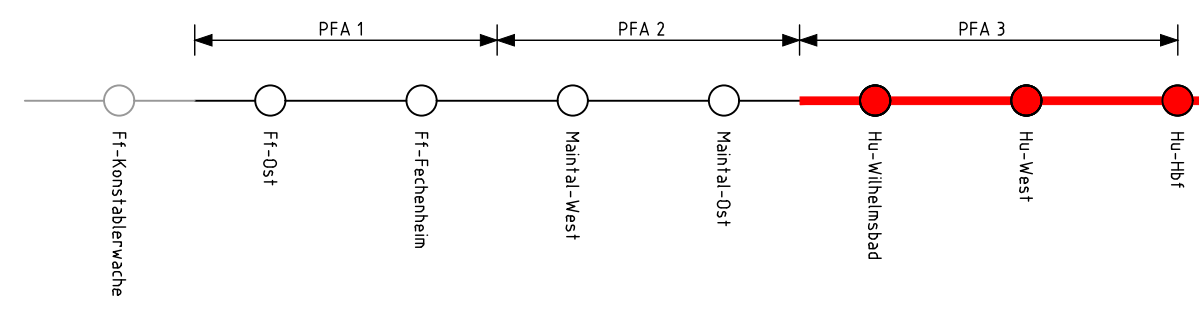 PFA 1
PFA 2
PFA 3
Ff-Konstablerwache
Ff-Ost
Ff-Fechenheim
Maintal-West
Maintal-Ost
Hu-Wilhelmsbad
Hu-West
Hu-Hbf